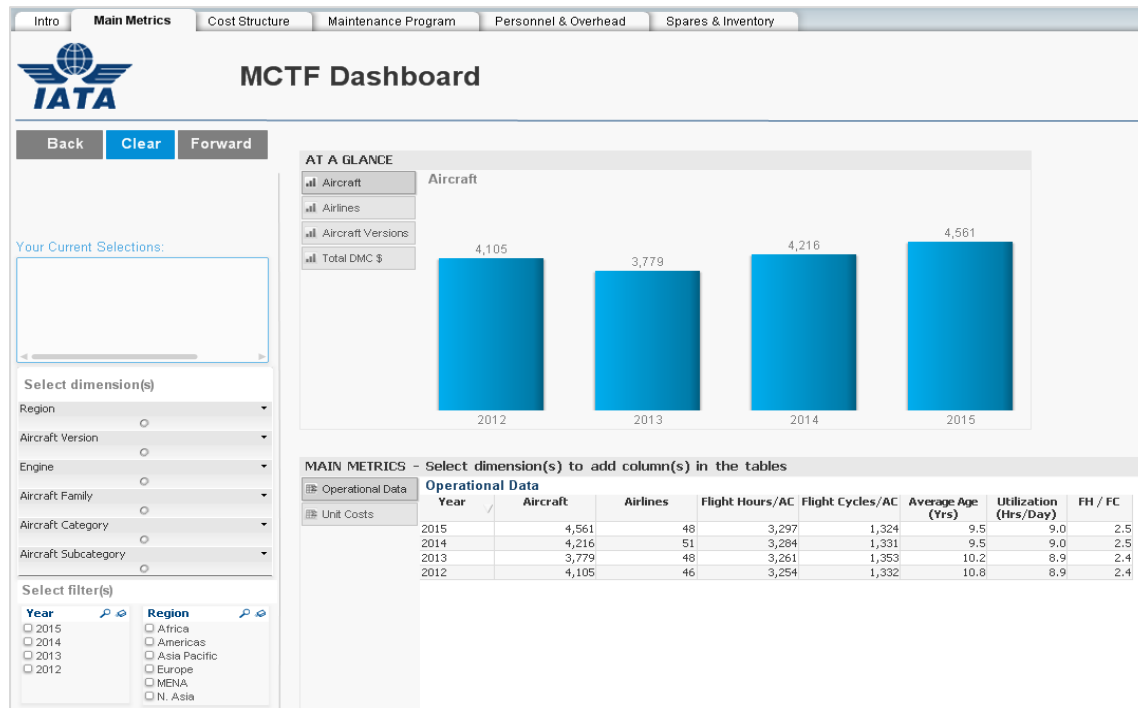 Intro Main Metrics Cost Structure Maintenance Program Personnel & Overhead Spares & Inventory
IATA
MCTF Dashboard
Back Clear Forward
Your Current Selections:
Select dimension(s)
Region
Aircraft Version
Engine
Aircraft Family
Aircraft Category
Aircraft Subcategory
Select filter(s)
Year
2015
2014
2013
2012
Region
Africa
Americas
Asia Pacific
Europe
MENA
N. Asia
AT A GLANCE
Aircraft
Airlines
Aircraft Versions
Total DMC $
Aircraft
4,105 3,779 4,216 4,561
2012 2013 2014 2015
MAIN METRICS - Select dimension(s) to add column(s) in the tables
Operational Data
Unit Costs
Operational Data
Year Aircraft Airlines Flight Hours/AC Flight Cycles/AC Average Age (Yrs) Utilization (Hrs/Day) FH / FC
2015 4,561 48 3,297 1,324 9.5 9.0 2.5
2014 4,216 51 3,284 1,331 9.5 9.0 2.5
2013 3,779 48 3,261 1,353 10.2 8.9 2.4
2012 4,105 46 3,254 1,332 10.8 8.9 2.4